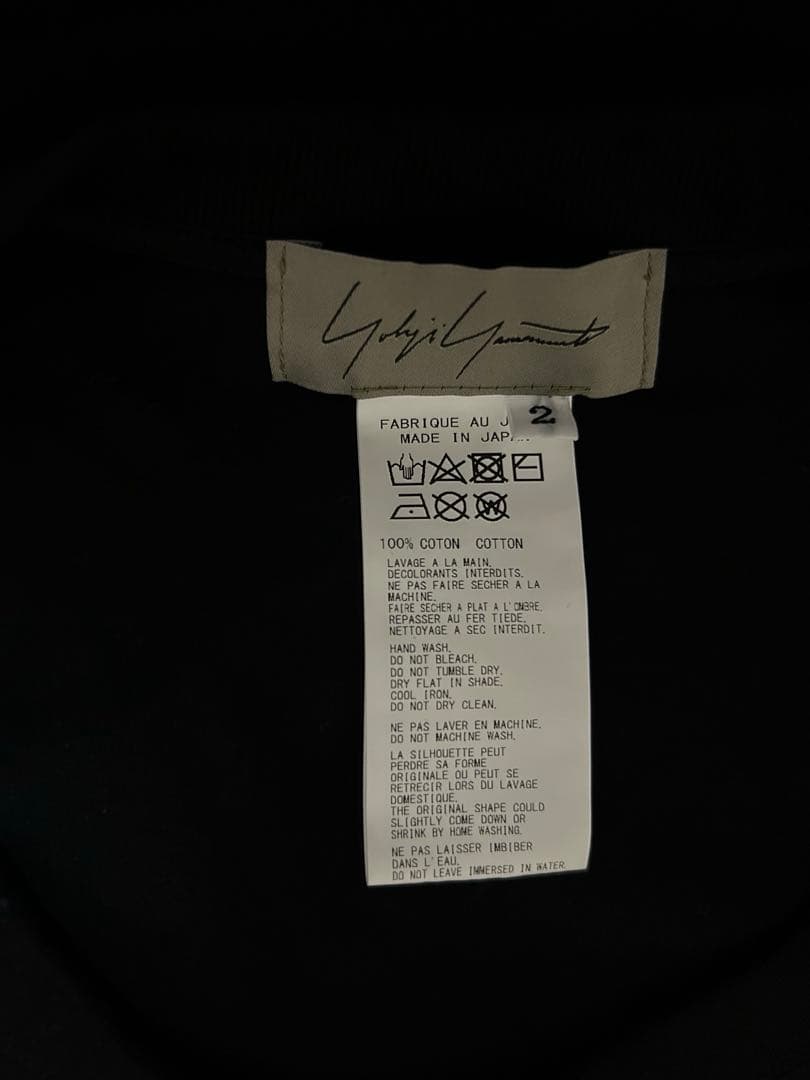 Yohji Yamamoto
2
FABRIQUE AU J
MADE IN JAPA
100% COTON COTTON
LAVAGE A LA MAIN.
DECOLORANTS INTERDITS.
NE PAS FAIRE SECHER A LA
MACHINE.
FAIRE SECHER A PLAT A L'OMBRE.
REPASSER AU FER TIEDE.
NETTOYAGE A SEC INTERDIT.
HAND WASH.
DO NOT BLEACH.
DO NOT TUMBLE DRY.
DRY FLAT IN SHADE.
COOL IRON.
DO NOT DRY CLEAN.
NE PAS LAVER EN MACHINE.
DO NOT MACHINE WASH.
LA SILHOUETTE PEUT
PERDRE SA FORME
ORIGINALE OU PEUT SE
RETRECIR LORS DU LAVAGE
DOMESTIQUE.
THE ORIGINAL SHAPE COULD
SLIGHTLY COME DOWN OR
SHRINK BY HOME WASHING.
NE PAS LAISSER IMBIBER
DANS L'EAU.
DO NOT LEAVE IMMERSED IN WATER.